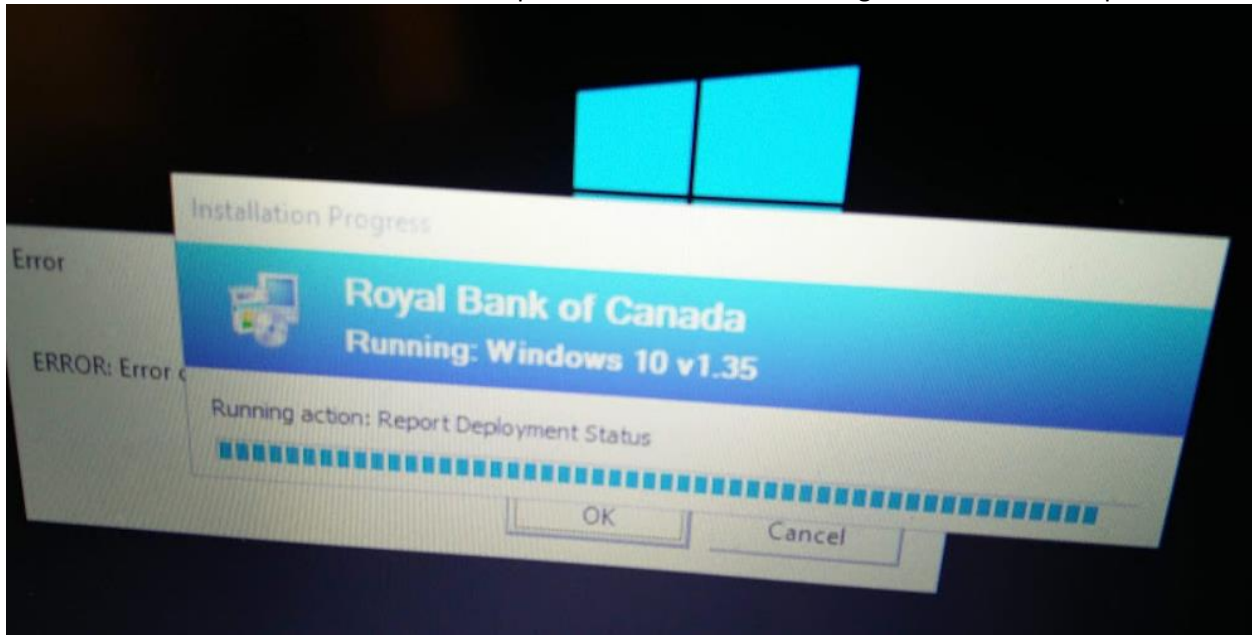 Installation Progress
Royal Bank of Canada
Running: Windows 10 v1.35
Running action: Report Deployment Status
Error
ERROR: Error
OK
Cancel